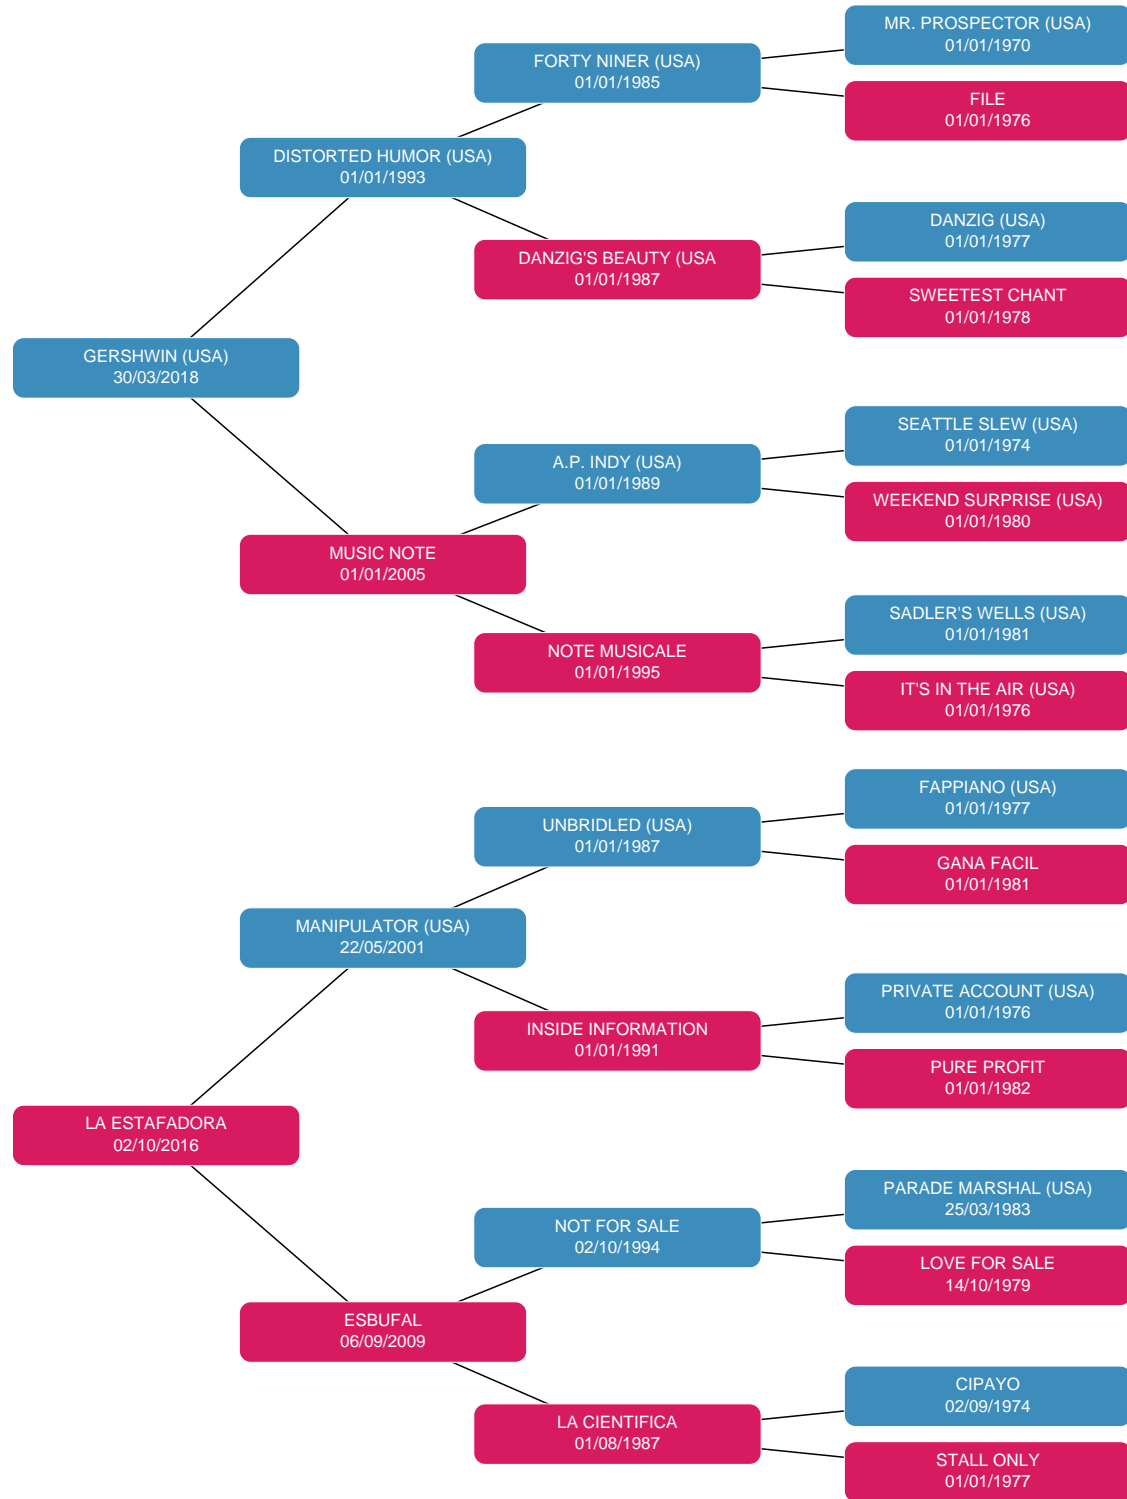 MR. PROSPECTOR (USA)
01/01/1970
FORTY NINER (USA)
01/01/1985
FILE
01/01/1976
DISTORTED HUMOR (USA)
01/01/1993
DANZIG (USA)
01/01/1977
DANZIG'S BEAUTY (USA
01/01/1987
SWEETEST CHANT
01/01/1978
GERSHWIN (USA)
30/03/2018
SEATTLE SLEW (USA)
01/01/1974
A.P. INDY (USA)
01/01/1989
WEEKEND SURPRISE (USA)
01/01/1980
MUSIC NOTE
01/01/2005
SADLER'S WELLS (USA)
01/01/1981
NOTE MUSICALE
01/01/1995
IT'S IN THE AIR (USA)
01/01/1976
FAPPIANO (USA)
01/01/1977
UNBRIDLED (USA)
01/01/1987
GANA FACIL
01/01/1981
MANIPULATOR (USA)
22/05/2001
PRIVATE ACCOUNT (USA)
01/01/1976
INSIDE INFORMATION
01/01/1991
PURE PROFIT
01/01/1982
LA ESTAFADORA
02/10/2016
PARADE MARSHAL (USA)
25/03/1983
NOT FOR SALE
02/10/1994
LOVE FOR SALE
14/10/1979
ESBUFAL
06/09/2009
CIPAYO
02/09/1974
LA CIENTIFICA
01/08/1987
STALL ONLY
01/01/1977